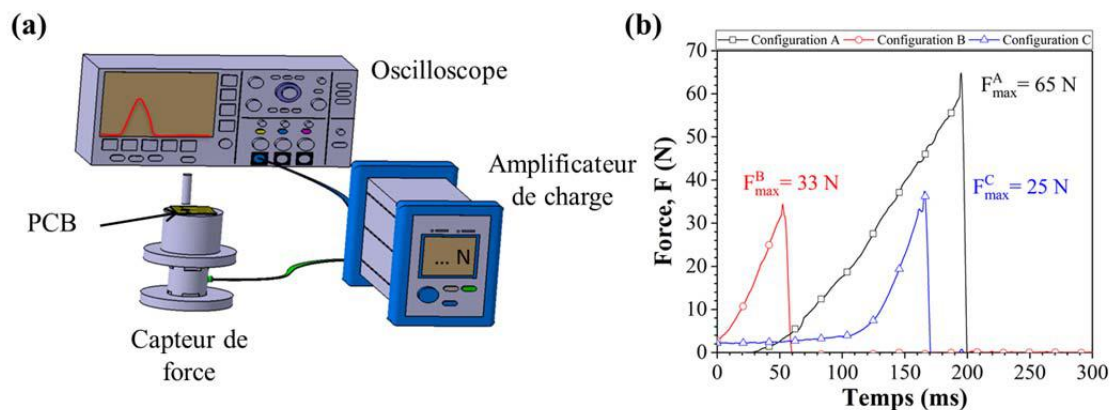 (a)
Oscilloscope
Amplificateur
de charge
PCB
... N
Capteur de
force
(b)
Configuration A Configuration B Configuration C
70
60
50
40
30
20
10
0
Force, F (N)
F^A_max = 65 N
F^B_max = 33 N
F^C_max = 25 N
0 50 100 150 200 250 300
Temps (ms)